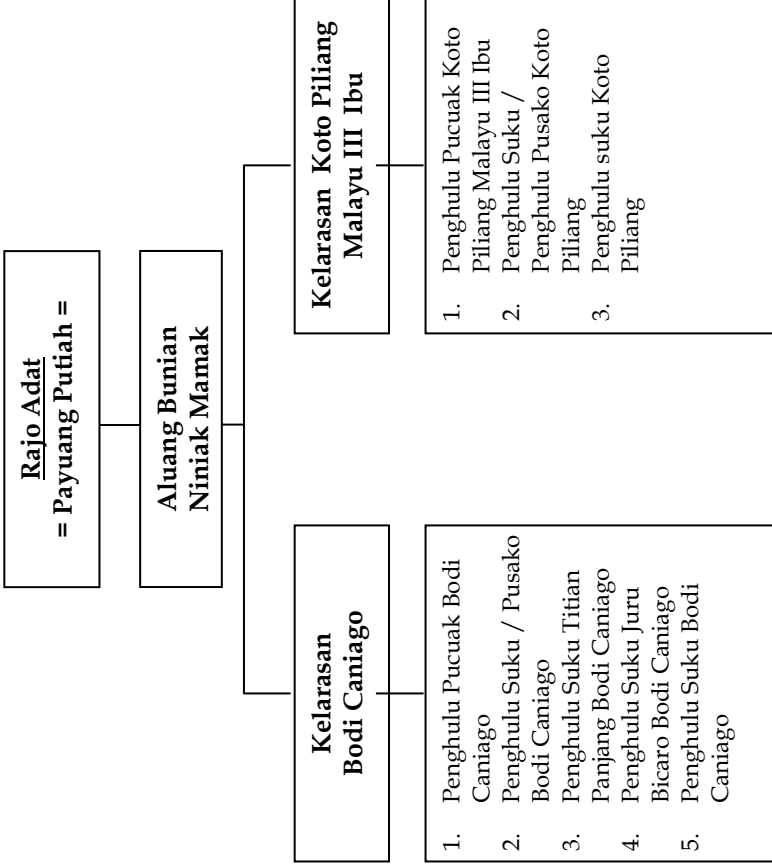 Rajo Adat
= Payuang Putiah =
Aluang Bunian
Niniak Mamak
Kelarasan
Bodi Caniago
1. Penghulu Pucuak Bodi
Caniago
2. Penghulu Suku / Pusako
Bodi Caniago
3. Penghulu Suku Titian
Panjang Bodi Caniago
4. Penghulu Suku Juru
Bicaro Bodi Caniago
5. Penghulu Suku Bodi
Caniago
Kelarasan Koto Piliang
Malayu III Ibu
1. Penghulu Pucuak Koto
Piliang Malayu III Ibu
2. Penghulu Suku /
Penghulu Pusako Koto
Piliang
3. Penghulu suku Koto
Piliang